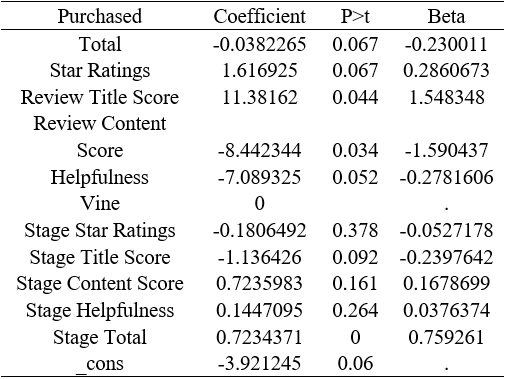 Purchased Coefficient P>t Beta
Total -0.0382265 0.067 -0.230011
Star Ratings 1.616925 0.067 0.2860673
Review Title Score 11.38162 0.044 1.548348
Review Content
Score -8.442344 0.034 -1.590437
Helpfulness -7.089325 0.052 -0.2781606
Vine 0 .
Stage Star Ratings -0.1806492 0.378 -0.0527178
Stage Title Score -1.136426 0.092 -0.2397642
Stage Content Score 0.7235983 0.161 0.1678699
Stage Helpfulness 0.1447095 0.264 0.0376374
Stage Total 0.7234371 0 0.759261
_cons -3.921245 0.06 .